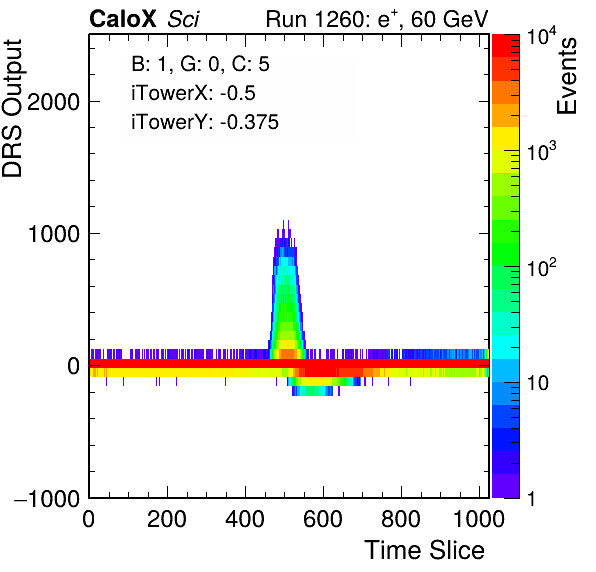 CaloX Sci
Run 1260: e+, 60 GeV
B: 1, G: 0, C: 5
iTowerX: -0.5
iTowerY: -0.375
DRS Output
2000
1000
0
−1000
0 200 400 600 800 1000
Time Slice
Events
10^4
10^3
10^2
10
1